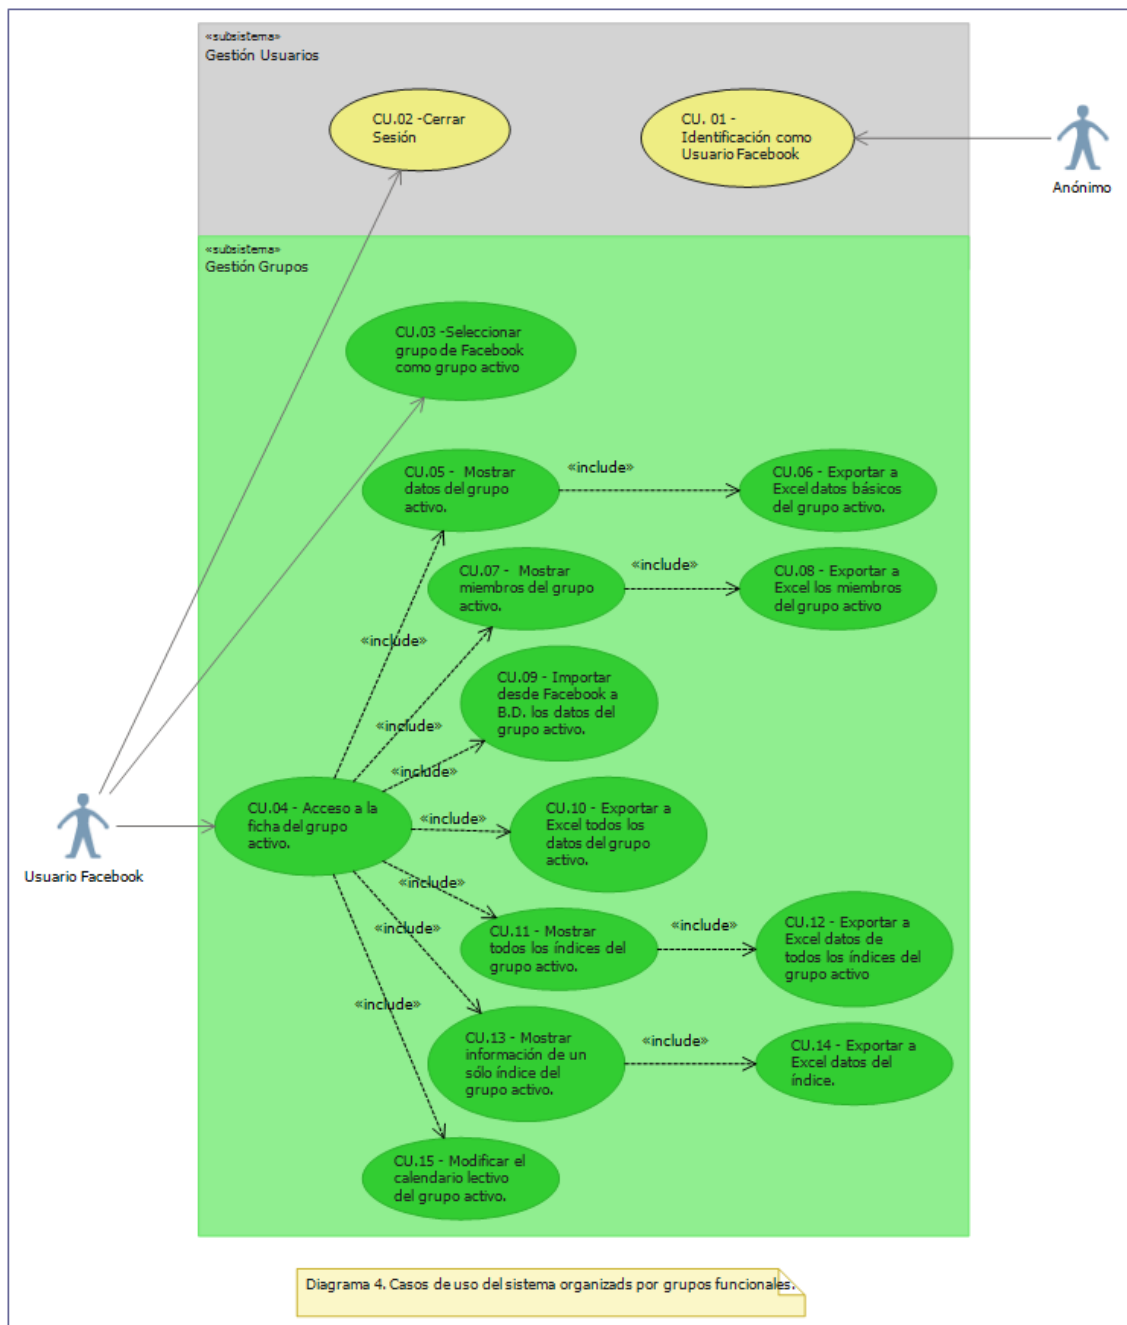 «subsistema»
Gestión Usuarios
CU.02 -Cerrar
Sesión
CU. 01 -
Identificación como
Usuario Facebook
Anónimo
«subsistema»
Gestión Grupos
CU.03 -Seleccionar
grupo de Facebook
como grupo activo
CU.05 - Mostrar
datos del grupo
activo.
«include»
CU.06 - Exportar a
Excel datos básicos
del grupo activo.
CU.07 - Mostrar
miembros del grupo
activo.
«include»
CU.08 - Exportar a
Excel los miembros
del grupo activo
«include»
CU.09 - Importar
desde Facebook a
B.D. los datos del
grupo activo.
«include»
«include»
CU.04 - Acceso a la
ficha del grupo
activo.
Usuario Facebook
«include»
CU.10 - Exportar a
Excel todos los
datos del grupo
activo.
«include»
CU.11 - Mostrar
todos los índices del
grupo activo.
«include»
CU.12 - Exportar a
Excel datos de
todos los índices del
grupo activo
«include»
CU.13 - Mostrar
información de un
sólo índice del
grupo activo.
«include»
CU.14 - Exportar a
Excel datos del
índice.
«include»
CU.15 - Modificar el
calendario lectivo
del grupo activo.
Diagrama 4. Casos de uso del sistema organizads por grupos funcionales.